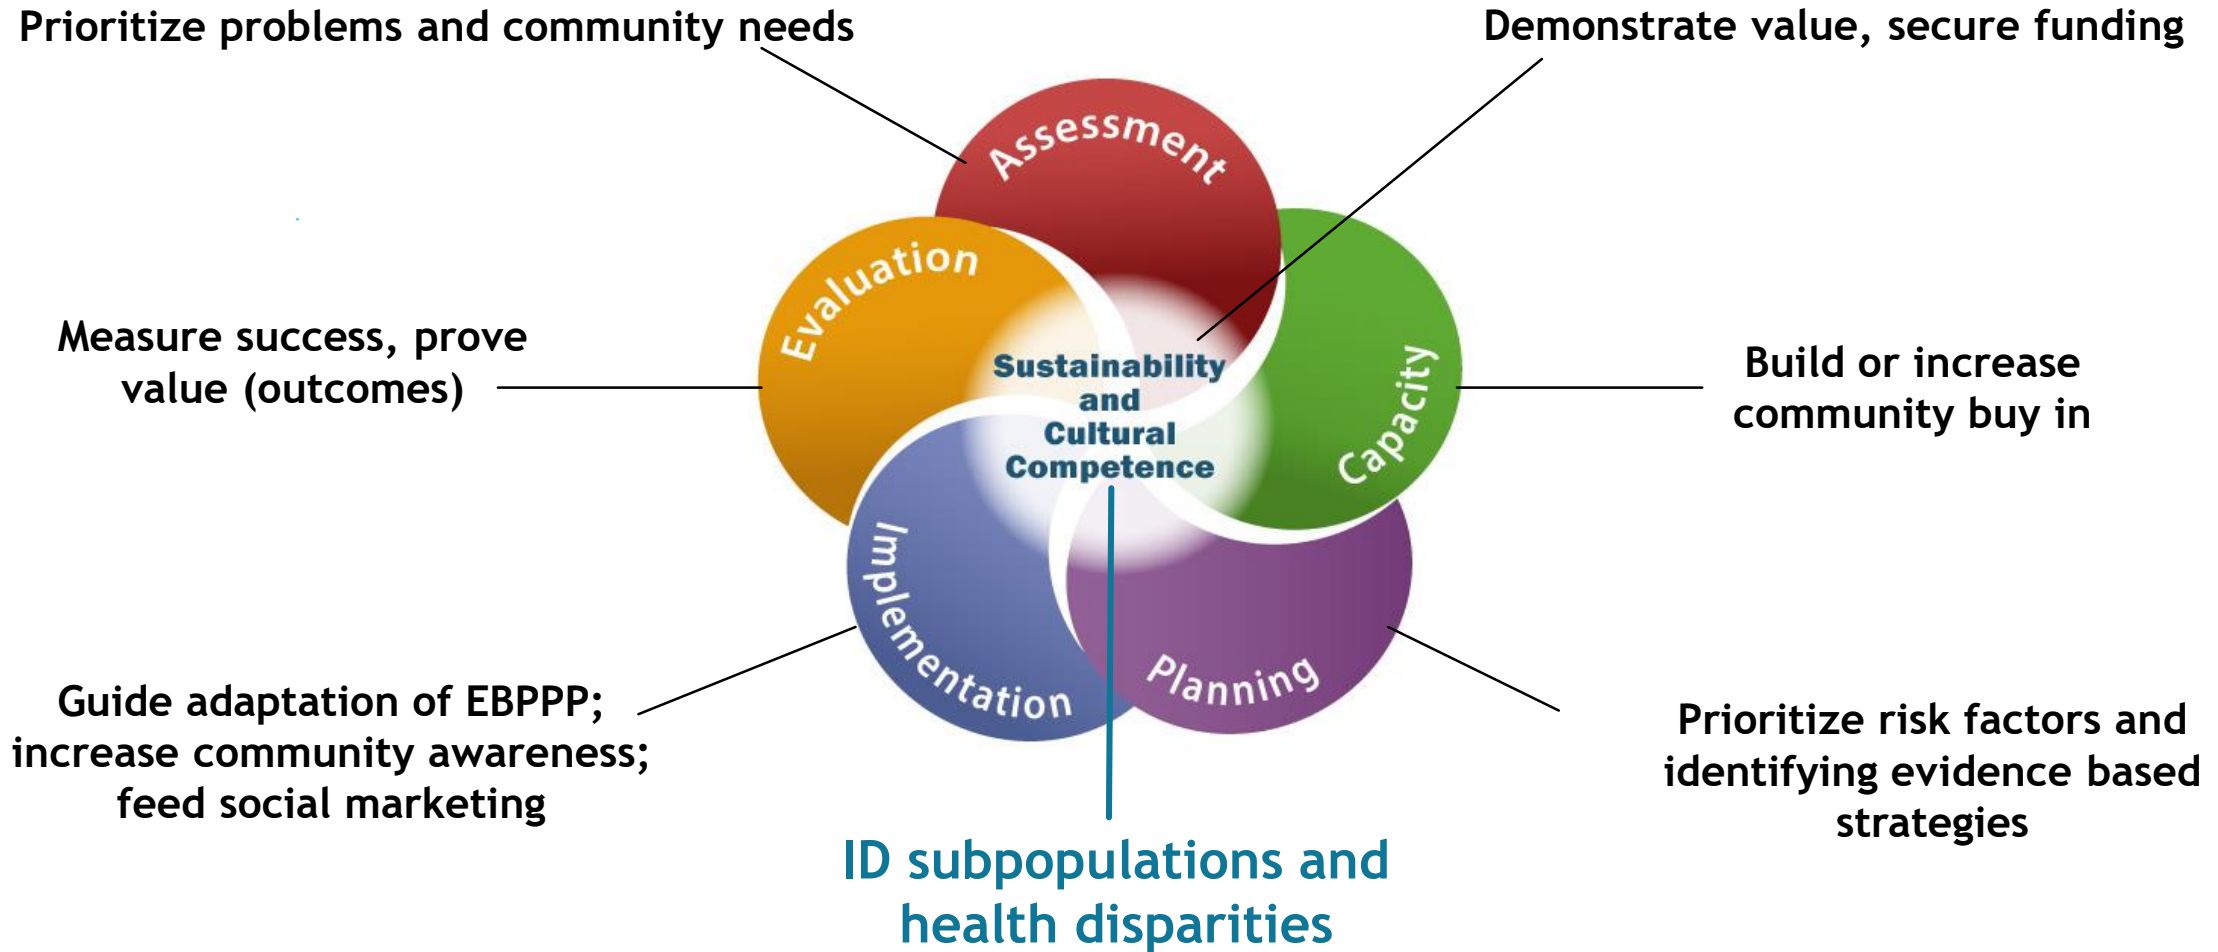 Prioritize problems and community needs
Demonstrate value, secure funding
Assessment
Evaluation
Capacity
Implementation
Planning
Sustainability
and
Cultural
Competence
Measure success, prove
value (outcomes)
Build or increase
community buy in
Guide adaptation of EBPPP;
increase community awareness;
feed social marketing
Prioritize risk factors and
identifying evidence based
strategies
ID subpopulations and
health disparities